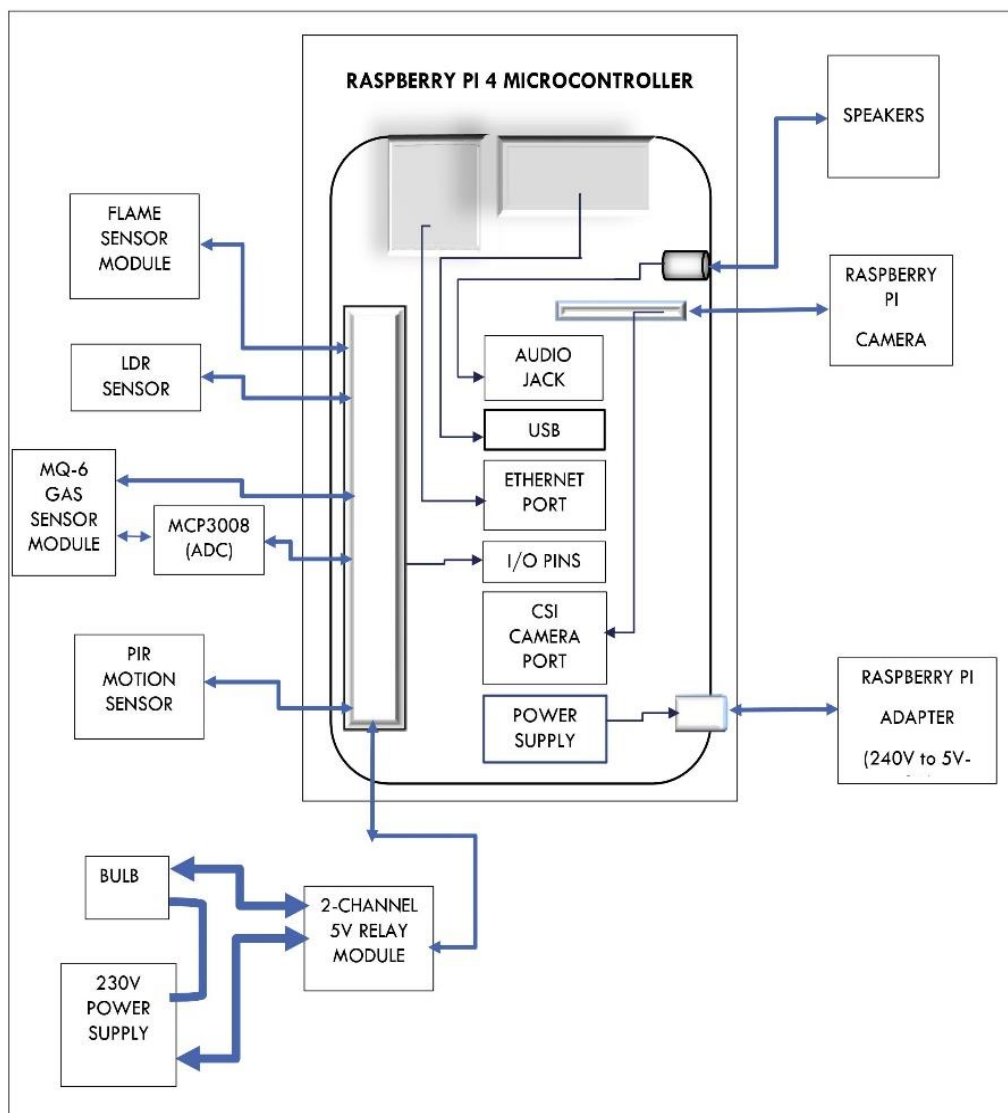 RASPBERRY PI 4 MICROCONTROLLER
SPEAKERS
FLAME
SENSOR
MODULE
RASPBERRY
PI
CAMERA
LDR
SENSOR
AUDIO
JACK
USB
MQ-6
GAS
SENSOR
MODULE
MCP3008
(ADC)
ETHERNET
PORT
I/O PINS
CSI
CAMERA
PORT
PIR
MOTION
SENSOR
POWER
SUPPLY
RASPBERRY PI
ADAPTER
(240V to 5V-
BULB
2-CHANNEL
5V RELAY
MODULE
230V
POWER
SUPPLY